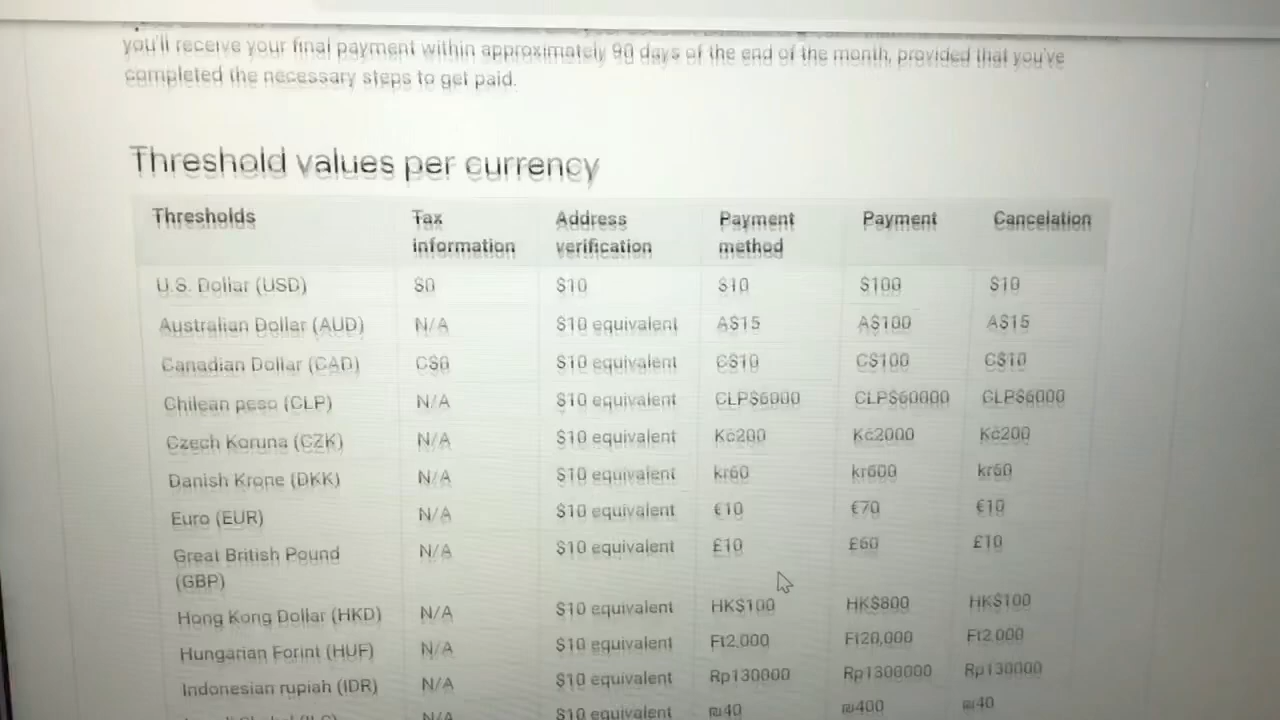 you'll receive your final payment within approximately 90 days of the end of the month, provided that you've
completed the necessary steps to get paid.
Threshold values per currency
Thresholds Tax information Address verification Payment method Payment Cancelation
U.S. Dollar (USD) $0 $10 $10 $100 $10
Australian Dollar (AUD) N/A $10 equivalent A$15 A$100 A$15
Canadian Dollar (CAD) C$0 $10 equivalent C$10 C$100 C$10
Chilean peso (CLP) N/A $10 equivalent CLP$6000 CLP$60000 CLP$6000
Czech Koruna (CZK) N/A $10 equivalent Kč200 Kč2000 Kč200
Danish Krone (DKK) N/A $10 equivalent kr60 kr600 kr60
Euro (EUR) N/A $10 equivalent €10 €70 €10
Great British Pound (GBP) N/A $10 equivalent £10 £60 £10
Hong Kong Dollar (HKD) N/A $10 equivalent HK$100 HK$800 HK$100
Hungarian Forint (HUF) N/A $10 equivalent Ft2,000 Ft20,000 Ft2,000
Indonesian rupiah (IDR) N/A $10 equivalent Rp130000 Rp1300000 Rp130000
N/A $10 equivalent ₪40 ₪400 ₪40